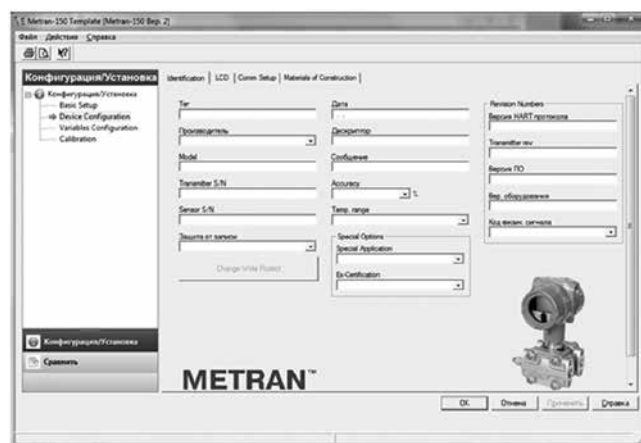 Metran-150 Template [Metran-150 Вер. 2]
Файл Действия Справка
Конфигурация/Установка
Конфигурация/Установка
Basic Setup
Device Configuration
Variables Configuration
Calibration
Identification LCD Comm Setup Materials of Construction
Тег
Дата
Производитель
Дескриптор
Model
Сообщение
Transmitter S/N
Accuracy
%
Sensor S/N
Temp. range
Защита от записи
Change Write Protect
Special Options
Special Application
Ex-Certification
Revision Numbers
Версия HART протокола
Transmitter rev
Версия ПО
Вер. оборудования
Код физич. сигнала
Конфигурация/Установка
Сравнить
METRAN™
OK Отмена Применить Справка